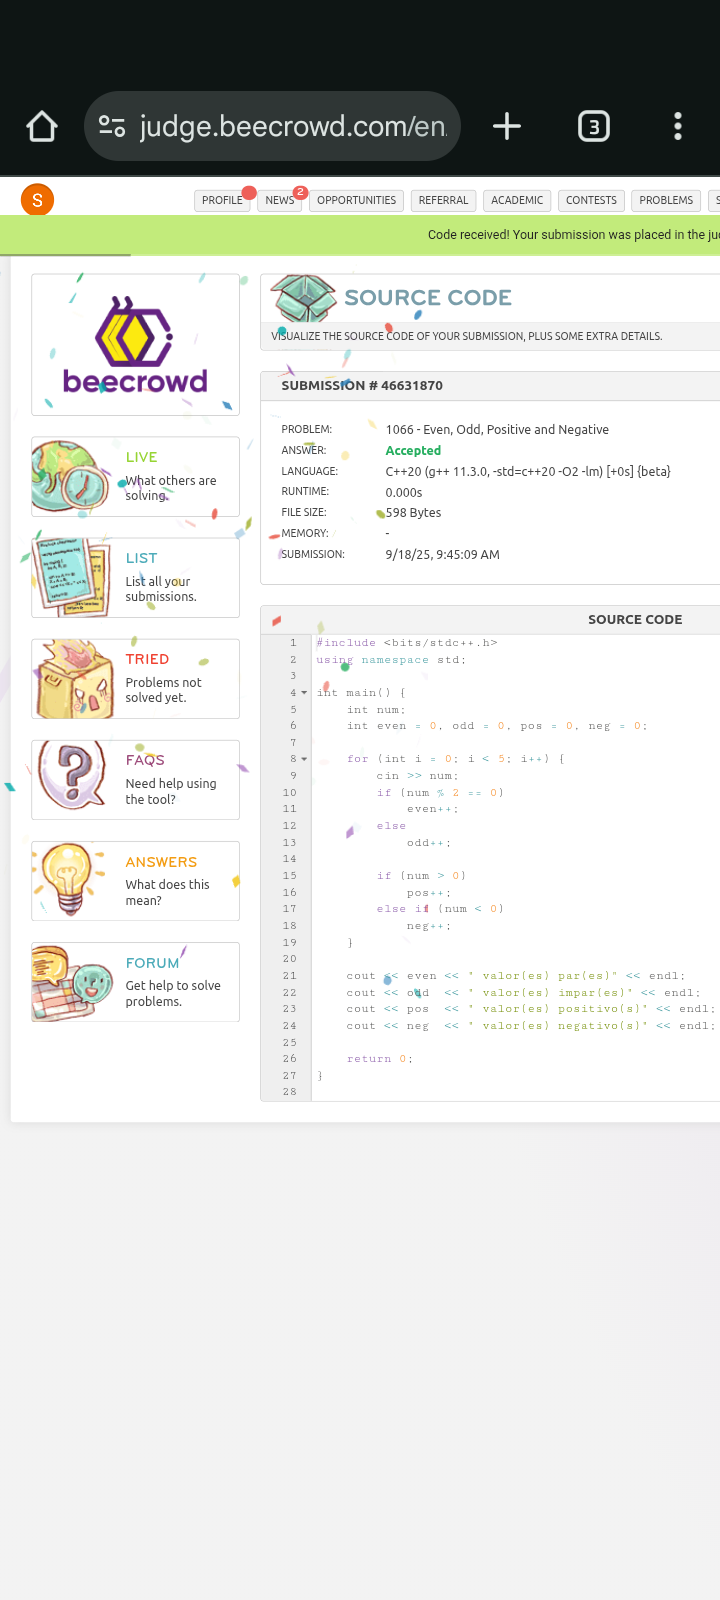 judge.beecrowd.com/en.
3
S
PROFILE
NEWS
2
OPPORTUNITIES
REFERRAL
ACADEMIC
CONTESTS
PROBLEMS
S
Code received! Your submission was placed in the
beecrowd
SOURCE CODE
VISUALIZE THE SOURCE CODE OF YOUR SUBMISSION, PLUS SOME EXTRA DETAILS.
SUBMISSION # 46631870
PROBLEM: 1066 - Even, Odd, Positive and Negative
ANSWER: Accepted
LANGUAGE: C++20 (g++ 11.3.0, -std=c++20 -O2 -lm) [+0s] {beta}
RUNTIME: 0.000s
FILE SIZE: 598 Bytes
MEMORY: -
SUBMISSION: 9/18/25, 9:45:09 AM
LIVE
What others are
solving.
LIST
List all your
submissions.
TRIED
Problems not
solved yet.
FAQS
Need help using
the tool?
ANSWERS
What does this
mean?
FORUM
Get help to solve
problems.
SOURCE CODE
1 #include <bits/stdc++.h>
2 using namespace std;
3
4 int main() {
5 int num;
6 int even = 0, odd = 0, pos = 0, neg = 0;
7
8 for (int i = 0; i < 5; i++) {
9 cin >> num;
10 if (num % 2 == 0)
11 even++;
12 else
13 odd++;
14
15 if (num > 0)
16 pos++;
17 else if (num < 0)
18 neg++;
19 }
20
21 cout << even << " valor(es) par(es)" << endl;
22 cout << odd  << " valor(es) impar(es)" << endl;
23 cout << pos  << " valor(es) positivo(s)" << endl;
24 cout << neg  << " valor(es) negativo(s)" << endl;
25
26 return 0;
27 }
28